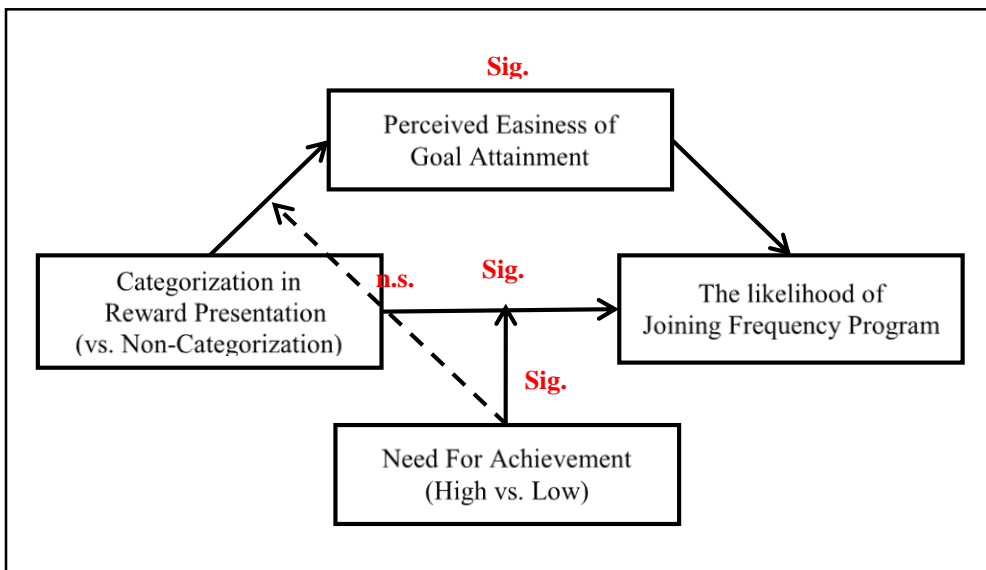 Sig.
Perceived Easiness of
Goal Attainment
Categorization in
Reward Presentation
(vs. Non-Categorization)
n.s.
Sig.
The likelihood of
Joining Frequency Program
Sig.
Need For Achievement
(High vs. Low)